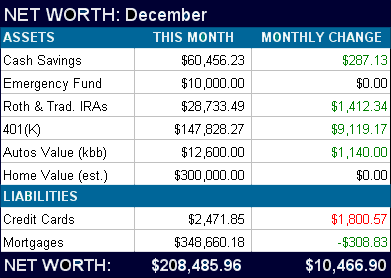 NET WORTH: December
ASSETS THIS MONTH MONTHLY CHANGE
Cash Savings $60,456.23 $287.13
Emergency Fund $10,000.00 $0.00
Roth & Trad. IRAs $28,733.49 $1,412.34
401(K) $147,828.27 $9,119.17
Autos Value (kbb) $12,600.00 $1,140.00
Home Value (est.) $300,000.00 $0.00
LIABILITIES
Credit Cards $2,471.85 $1,800.57
Mortgages $348,660.18 -$308.83
NET WORTH: $208,485.96 $10,466.90